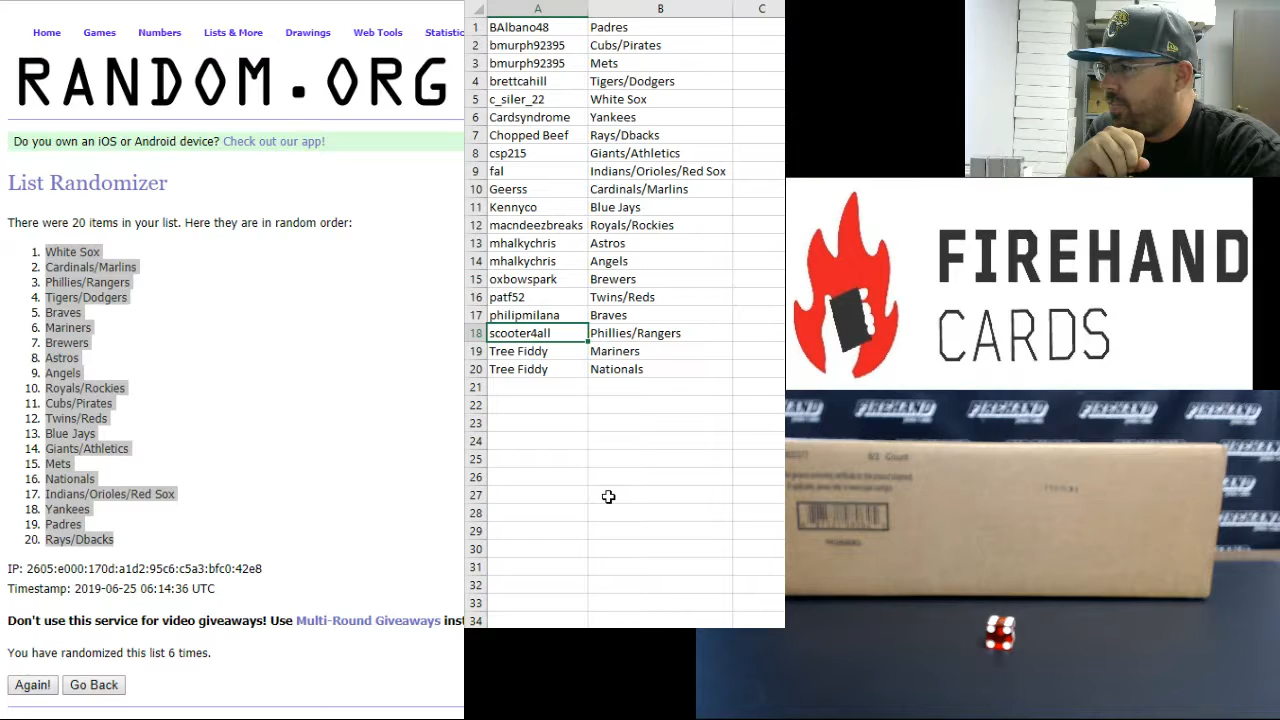 Home Games Numbers Lists & More Drawings Web Tools Statistic
RANDOM.ORG
Do you own an iOS or Android device? Check out our app!
List Randomizer
There were 20 items in your list. Here they are in random order:
1. White Sox
2. Cardinals/Marlins
3. Phillies/Rangers
4. Tigers/Dodgers
5. Braves
6. Mariners
7. Brewers
8. Astros
9. Angels
10. Royals/Rockies
11. Cubs/Pirates
12. Twins/Reds
13. Blue Jays
14. Giants/Athletics
15. Mets
16. Nationals
17. Indians/Orioles/Red Sox
18. Yankees
19. Padres
20. Rays/Dbacks
IP: 2605:e000:170d:a1d2:95c6:c5a3:bfc0:42e8
Timestamp: 2019-06-25 06:14:36 UTC
Don't use this service for video giveaways! Use Multi-Round Giveaways inst
You have randomized this list 6 times.
Again! Go Back
A B C
1 BAlbano48 Padres
2 bmurph92395 Cubs/Pirates
3 bmurph92395 Mets
4 brettcahill Tigers/Dodgers
5 c_siler_22 White Sox
6 Cardsyndrome Yankees
7 Chopped Beef Rays/Dbacks
8 csp215 Giants/Athletics
9 fal Indians/Orioles/Red Sox
10 Geerss Cardinals/Marlins
11 Kennyco Blue Jays
12 macndeezbreaks Royals/Rockies
13 mhalkychris Astros
14 mhalkychris Angels
15 oxbowspark Brewers
16 patf52 Twins/Reds
17 philipmilana Braves
18 scooter4all Phillies/Rangers
19 Tree Fiddy Mariners
20 Tree Fiddy Nationals
21
22
23
24
25
26
27
28
29
30
31
32
33
34
FIREHAND
CARDS
FIREHAND FIREHAND FIREHAND